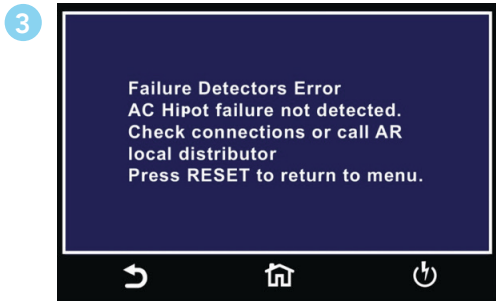 3
Failure Detectors Error
AC Hipot failure not detected.
Check connections or call AR
local distributor
Press RESET to return to menu.